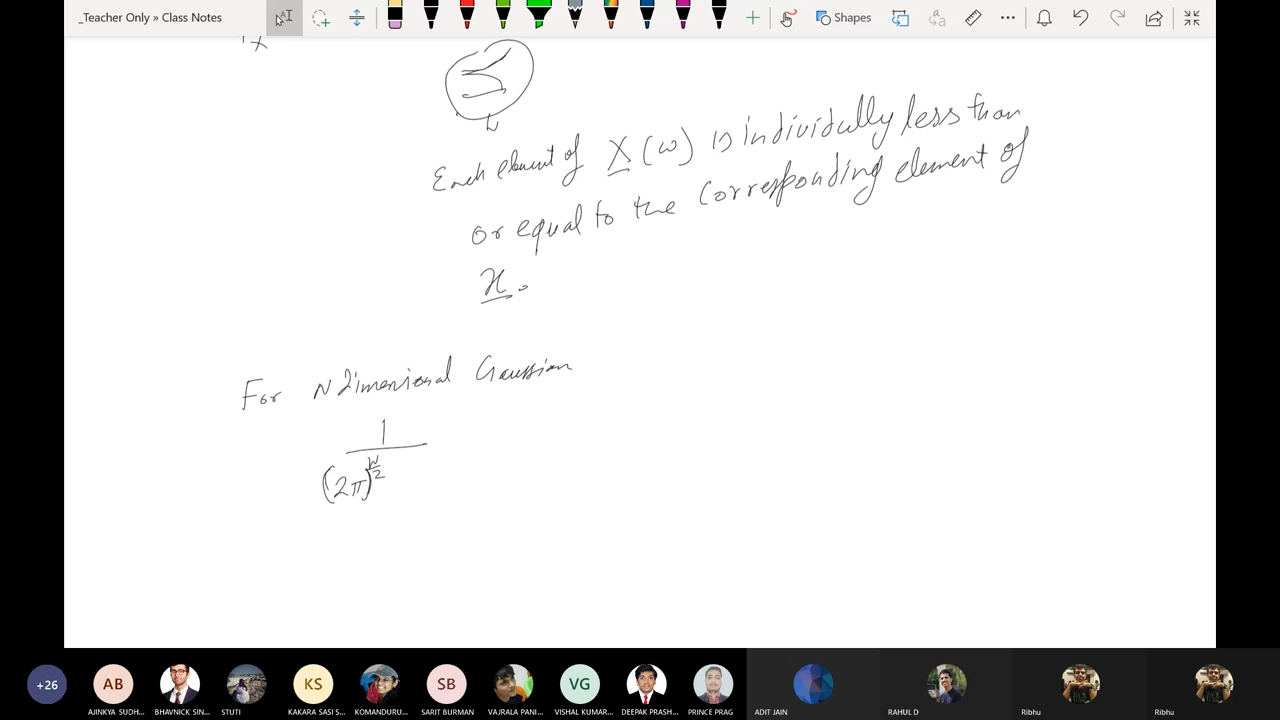 _Teacher Only » Class Notes
Shapes
X
≤
Each element of X (ω) is individually less than
or equal to the corresponding element of
x.
For N dimensional Gaussian
1
(2π)^N/2
+26
AB
KS
SB
VG
AJINKYA SUDH... BHAVNICK SIN... STUTI KAKARA SASI S... KOMANDURU... SARIT BURMAN VAJRALA PANI... VISHAL KUMAR... DEEPAK PRASH... PRINCE PRAG ADIT JAIN RAHUL D Ribhu Ribhu